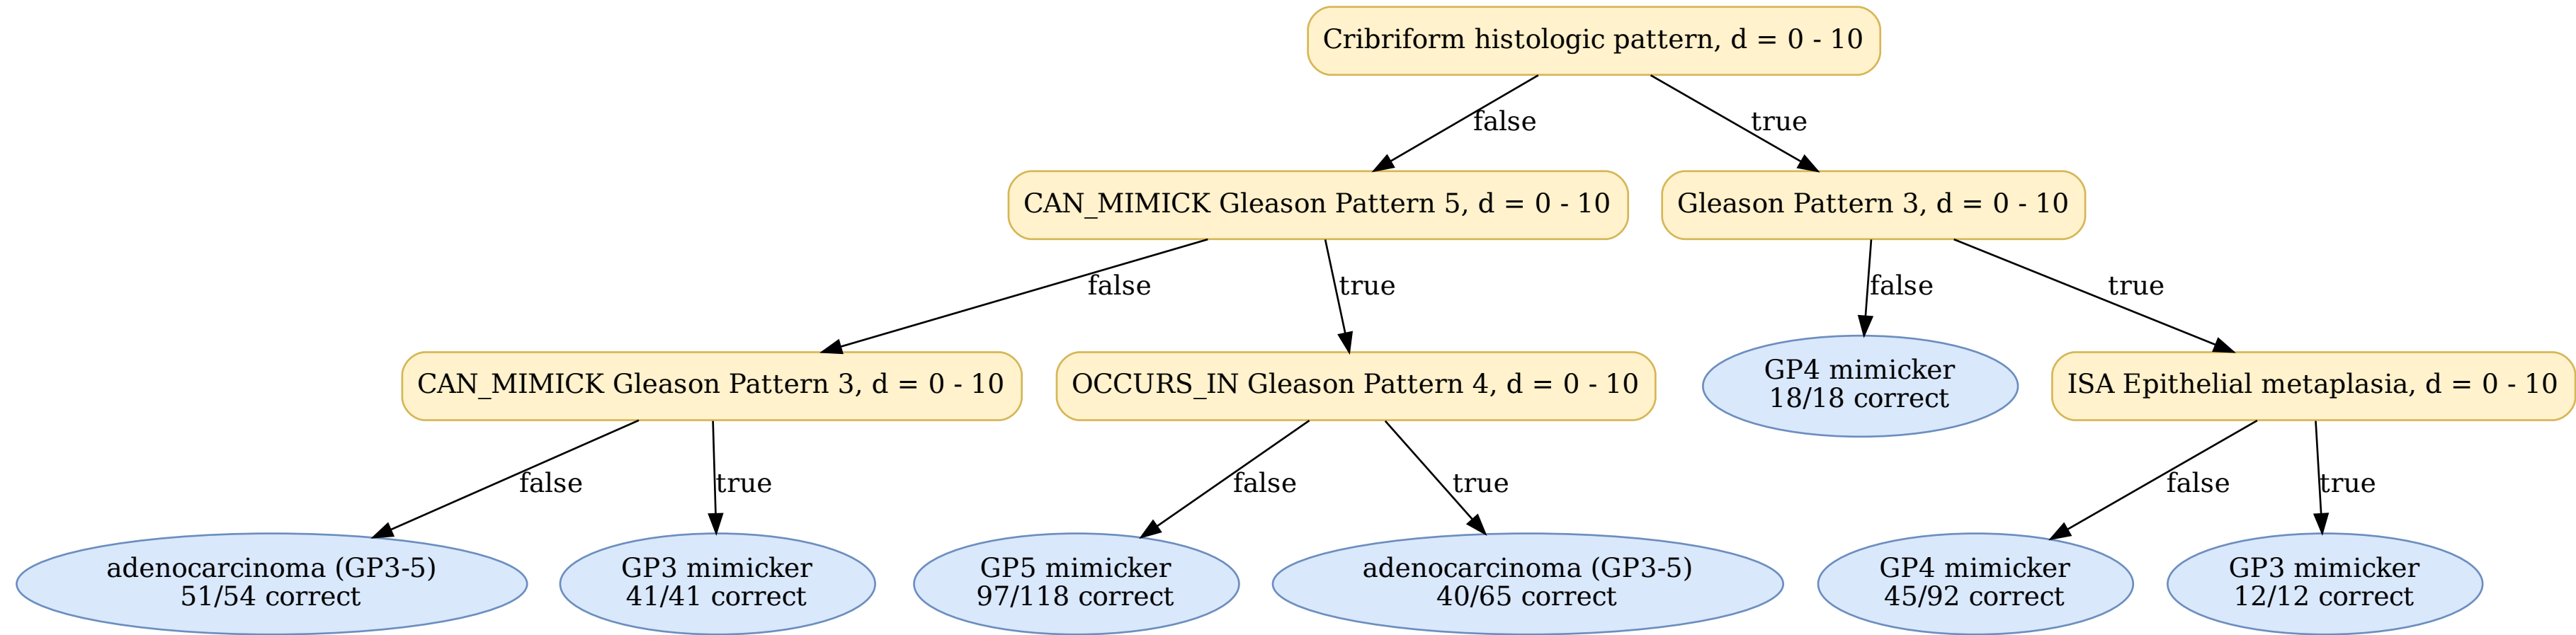 Cribriform histologic pattern, d = 0 - 10
false
true
CAN_MIMICK Gleason Pattern 5, d = 0 - 10
Gleason Pattern 3, d = 0 - 10
false
true
false
true
CAN_MIMICK Gleason Pattern 3, d = 0 - 10
OCCURS_IN Gleason Pattern 4, d = 0 - 10
GP4 mimicker
18/18 correct
ISA Epithelial metaplasia, d = 0 - 10
false
true
false
true
false
true
adenocarcinoma (GP3-5)
51/54 correct
GP3 mimicker
41/41 correct
GP5 mimicker
97/118 correct
adenocarcinoma (GP3-5)
40/65 correct
GP4 mimicker
45/92 correct
GP3 mimicker
12/12 correct